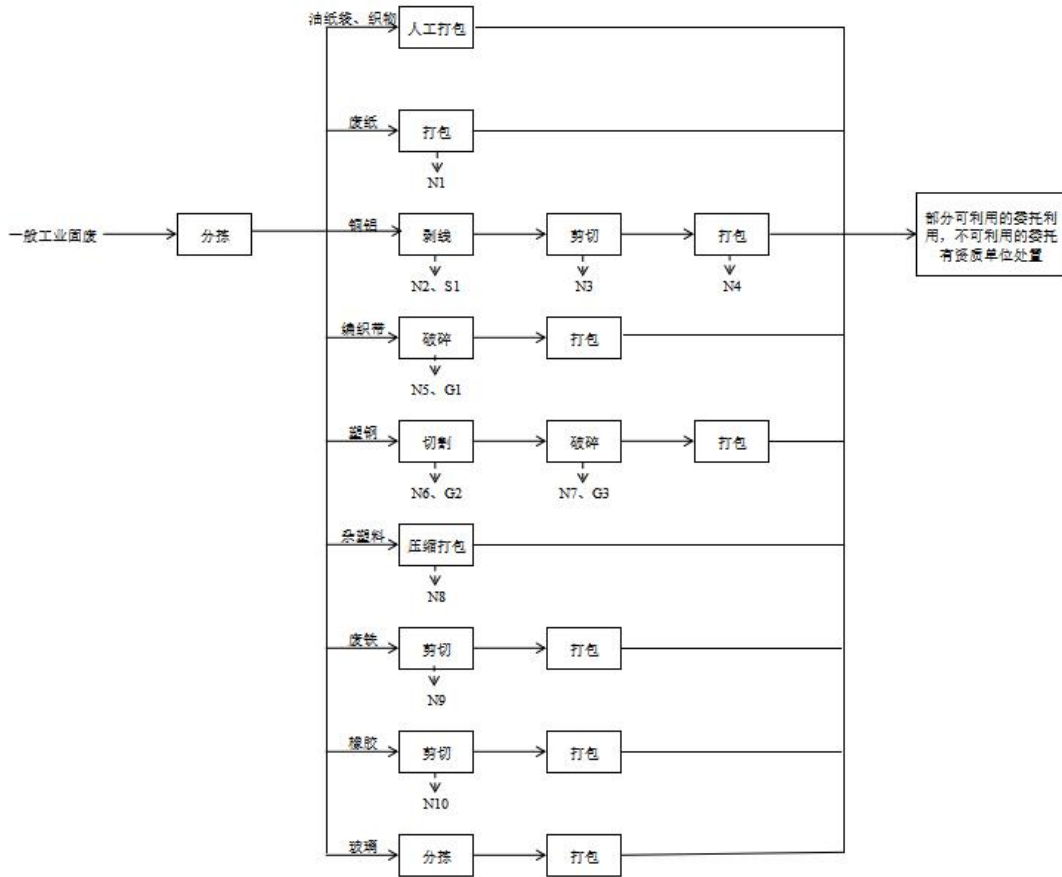 油纸袋、织物
人工打包
废纸
打包
N1
一般工业固废
分拣
铜铝
剥线
剪切
打包
部分可利用的委托利
用，不可利用的委托
有资质单位处置
N2、S1
N3
N4
编织带
破碎
打包
N5、G1
塑钢
切割
破碎
打包
N6、G2
N7、G3
杂塑料
压缩打包
N8
废铁
剪切
打包
N9
橡胶
剪切
打包
N10
玻璃
分拣
打包